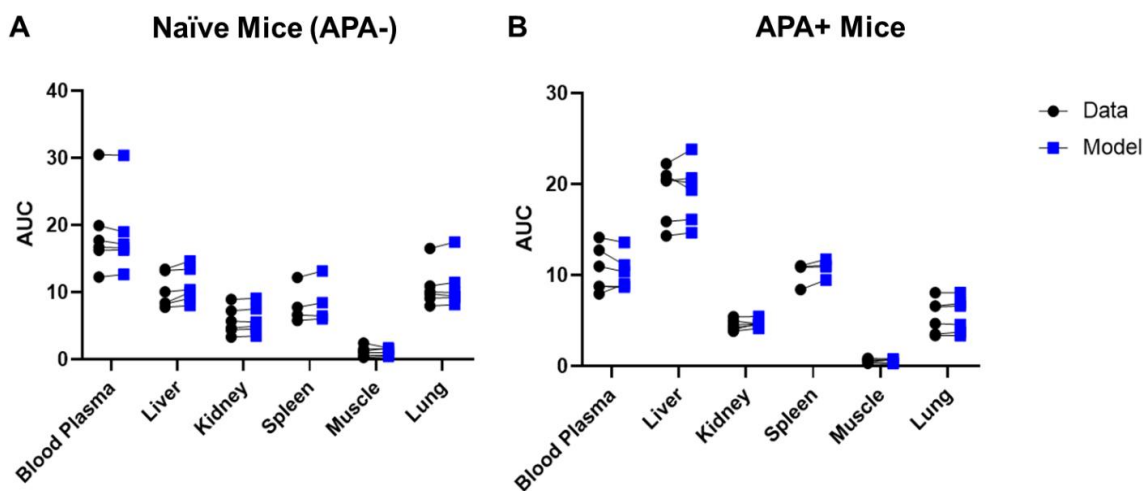 A
Naïve Mice (APA-)
B
APA+ Mice
40
30
20
10
0
AUC
Blood Plasma
Liver
Kidney
Spleen
Muscle
Lung
30
20
10
0
AUC
Blood Plasma
Liver
Kidney
Spleen
Muscle
Lung
Data
Model